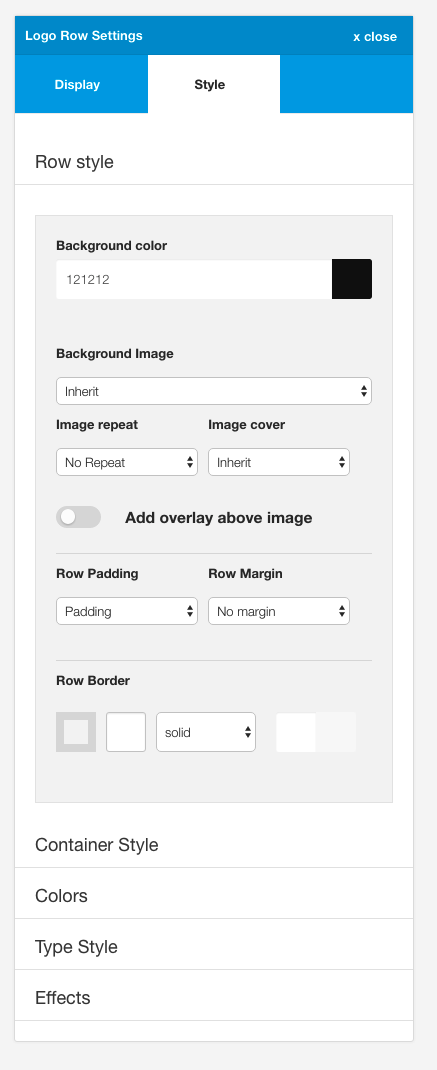 Logo Row Settings
x close
Display
Style
Row style
Background color
121212
Background Image
Inherit
Image repeat
Image cover
No Repeat
Inherit
Add overlay above image
Row Padding
Row Margin
Padding
No margin
Row Border
solid
Container Style
Colors
Type Style
Effects